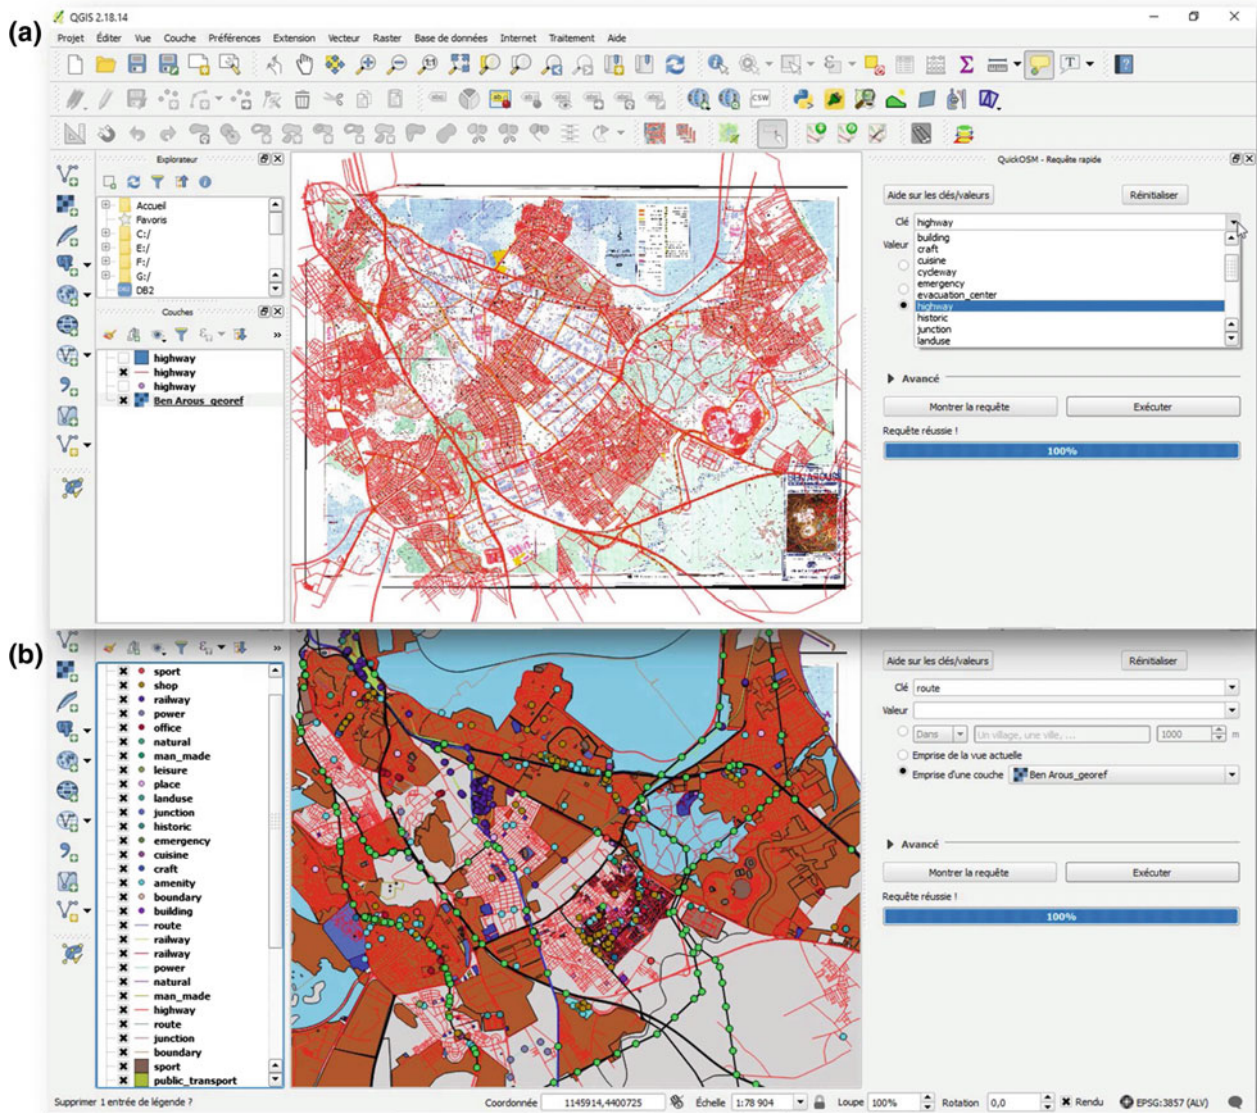 (a)
QGIS 2.18.14
Projet Éditer Vue Couche Préférences Extension Vecteur Raster Base de données Internet Traitement Aide
CSW
Explorateur
Accueil
Favoris
C:/
E:/
F:/
G:/
DB2
Couches
highway
highway
highway
Ben Arous_georef
BEN AROUS
QuickOSM - Requête rapide
Aide sur les clés/valeurs
Réinitialiser
Clé highway
Valeur
building
craft
cuisine
cycleway
emergency
evacuation_center
highway
historic
junction
landuse
Avancé
Montrer la requête
Exécuter
Requête réussie !
100%
(b)
sport
shop
railway
power
office
natural
man_made
leisure
place
landuse
junction
historic
emergency
cuisine
craft
amenity
boundary
building
route
railway
railway
power
natural
man_made
highway
route
junction
boundary
sport
public_transport
Aide sur les clés/valeurs
Réinitialiser
Clé route
Valeur
Dans Un village, une ville, ... 1000 m
Emprise de la vue actuelle
Emprise d'une couche Ben Arous_georef
Avancé
Montrer la requête
Exécuter
Requête réussie !
100%
Supprimer 1 entrée de légende ?
Coordonnée 1145914,4400725 Échelle 1:78 904 Loupe 100% Rotation 0,0 Rendu EPSG:3857 (ALV)